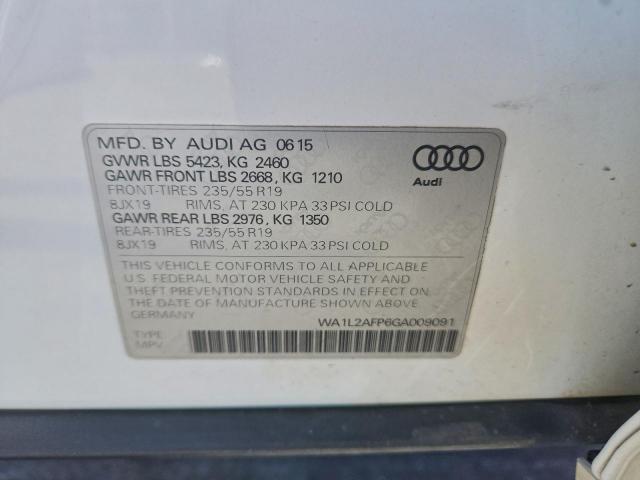 MFD. BY AUDI AG 0615
GVWR LBS 5423, KG 2460
GAWR FRONT LBS 2668, KG 1210
FRONT-TIRES 235/55 R19
8JX19 RIMS, AT 230 KPA 33 PSI COLD
GAWR REAR LBS 2976, KG 1350
REAR-TIRES 235/55 R19
8JX19 RIMS, AT 230 KPA 33 PSI COLD
Audi
THIS VEHICLE CONFORMS TO ALL APPLICABLE
U.S. FEDERAL MOTOR VEHICLE SAFETY AND
THEFT PREVENTION STANDARDS IN EFFECT ON
THE DATE OF MANUFACTURE SHOWN ABOVE.
GERMANY
WA1L2AFP6GA009091
TYPE:
MPV